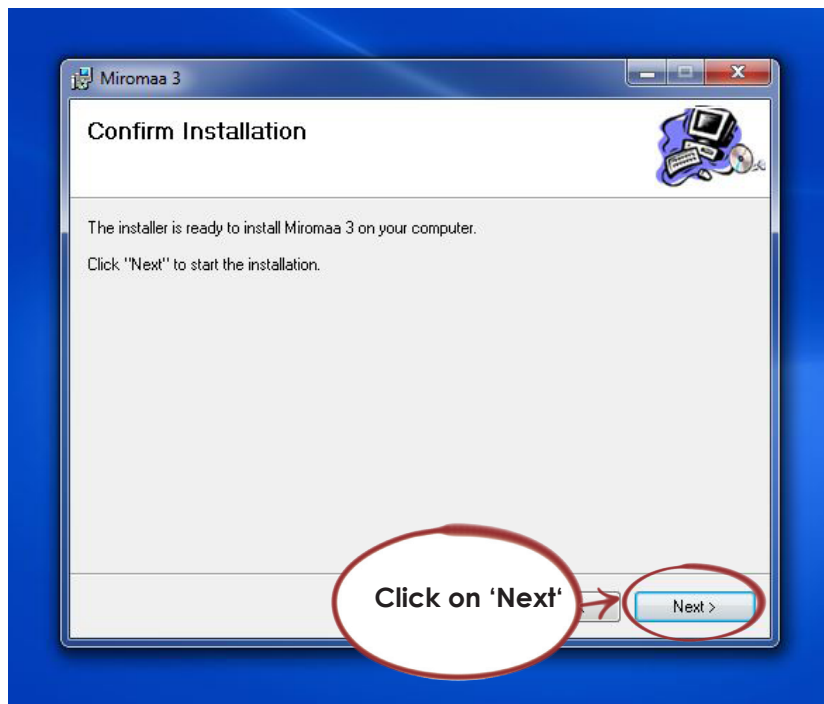 Miromaa 3
Confirm Installation
The installer is ready to install Miromaa 3 on your computer.
Click "Next" to start the installation.
Click on ‘Next‘
Next >